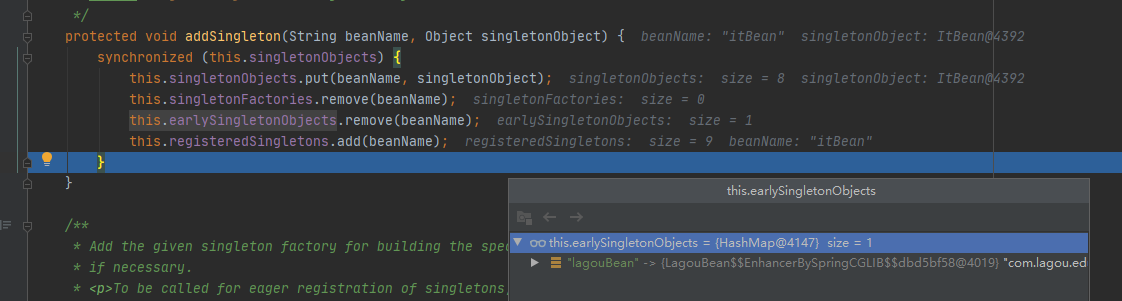 */
protected void addSingleton(String beanName, Object singletonObject) { beanName: "itBean" singletonObject: ItBean@4392
synchronized (this.singletonObjects) {
this.singletonObjects.put(beanName, singletonObject); singletonObjects: size = 8 singletonObject: ItBean@4392
this.singletonFactories.remove(beanName); singletonFactories: size = 0
this.earlySingletonObjects.remove(beanName); earlySingletonObjects: size = 1
this.registeredSingletons.add(beanName); registeredSingletons: size = 9 beanName: "itBean"
}
}
this.earlySingletonObjects
/**
* Add the given singleton factory for building the spe
this.earlySingletonObjects = {HashMap@4147} size = 1
* if necessary.
"lagouBean" -> {LagouBean$$EnhancerBySpringCGLIB$$dbd5bf58@4019} "com.lagou.ed
* <p>To be called for eager registration of singletons,